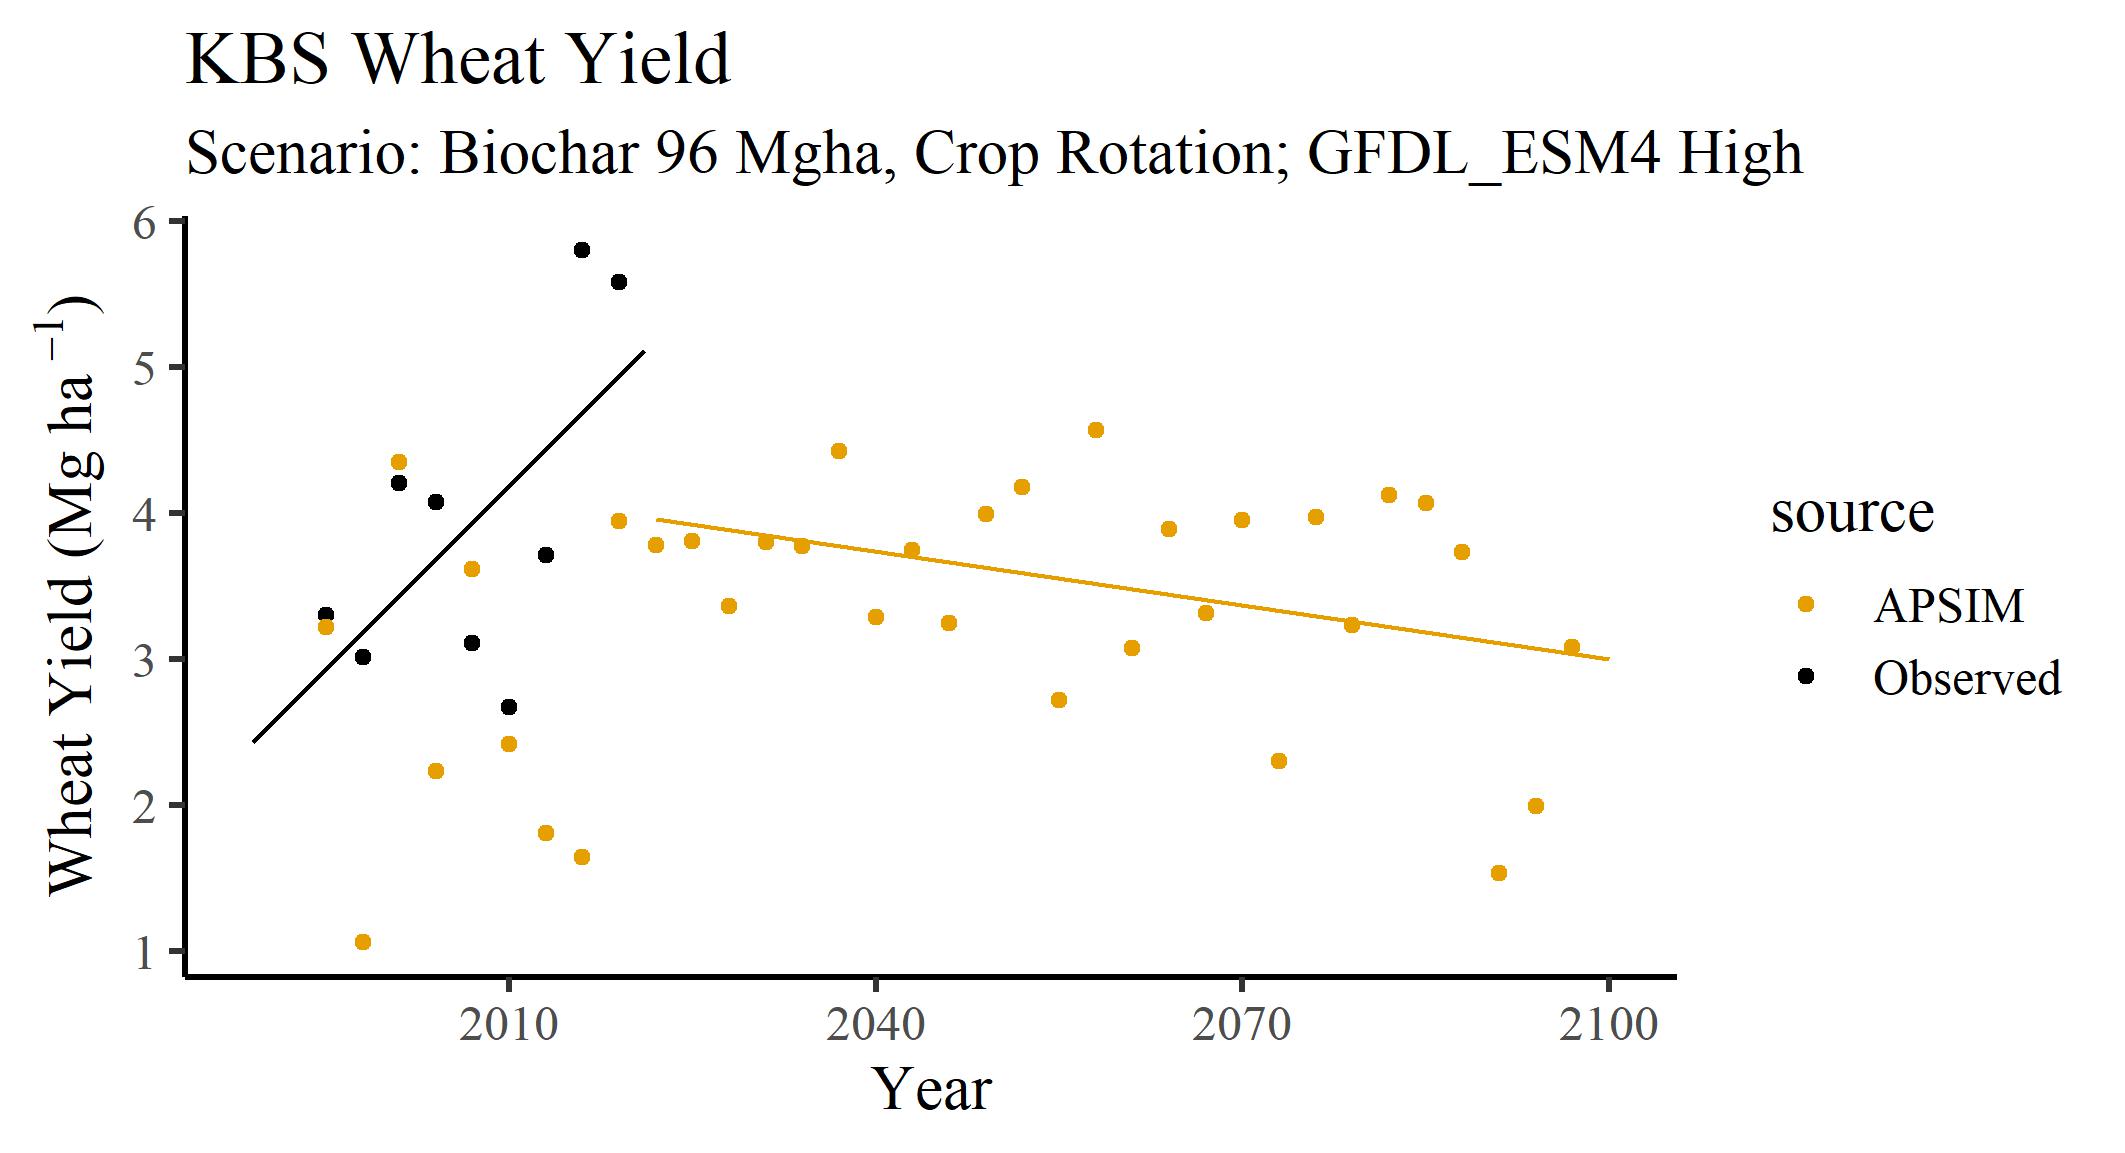 KBS Wheat Yield
Scenario: Biochar 96 Mgha, Crop Rotation; GFDL_ESM4 High
Wheat Yield (Mg ha −1)
6
5
4
3
2
1
2010
2040
2070
2100
Year
source
APSIM
Observed